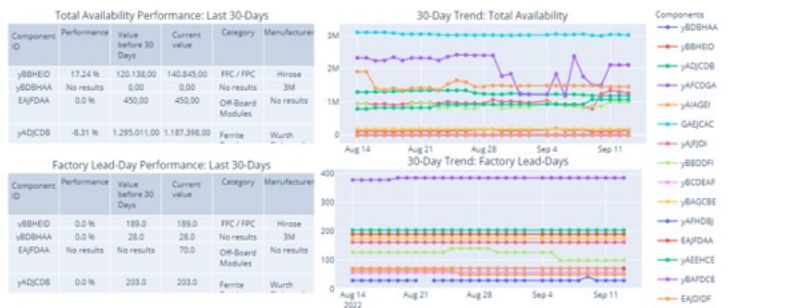 Total Availability Performance: Last 30-Days
Component ID Performance Value before 30 Days Current value Category Manufacturer
yBBHEID 17.24 % 120.138,00 140.845,00 FFC / FPC Hirose
yBDBHAA No results 0,00 0,00 No results 3M
EAJFDAA 0.0 % 450,00 450,00 Off-Board Modules No results
yADJCDB -8.31 % 1.295.011,00 1.187.398,00 Ferrite Wurth
30-Day Trend: Total Availability
3M
2M
1M
0
Aug 14 Aug 21 Aug 28 Sep 4 Sep 11
Factory Lead-Day Performance: Last 30-Days
Component ID Performance Value before 30 Days Current value Category Manufacturer
yBBHEID 0.0 % 189.0 189.0 FFC / FPC Hirose
yBDBHAA 0.0 % 28.0 28.0 No results 3M
EAJFDAA No results No results 70.0 Off-Board Modules No results
yADJCDB 0.0 % 203.0 203.0 Ferrite Wurth
30-Day Trend: Factory Lead-Days
400
300
200
100
0
Aug 14 Aug 21 Aug 28 Sep 4 Sep 11
2022
Components
yBDBHAA
yBBHEID
yADJCDB
yAFCDGA
yAIAGEI
GAEJCAC
yAJFJDI
yBBDDFI
yBCDEAF
yBAGCBE
yAFHDBJ
EAJFDAA
yAEEHCE
yBAFDCE
EAJDIDF